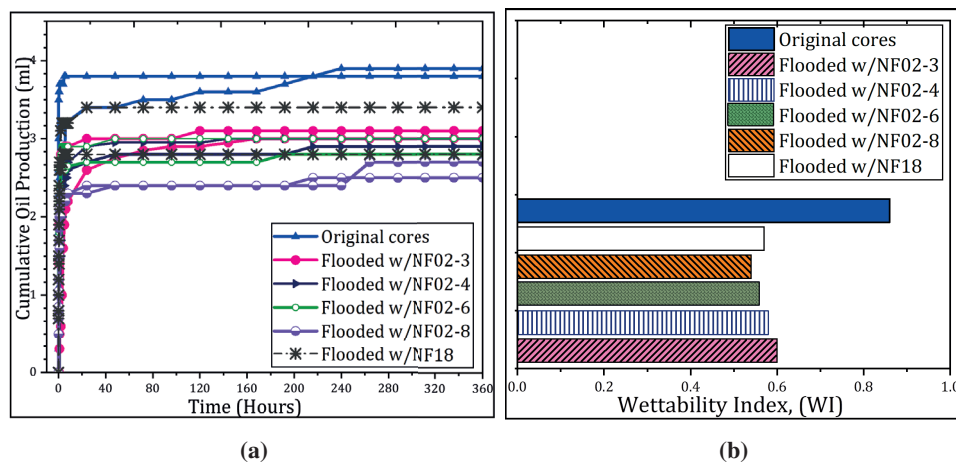 (a)
4
3
2
1
0
Cumulative Oil Production (ml)
Original cores
Flooded w/NF02-3
Flooded w/NF02-4
Flooded w/NF02-6
Flooded w/NF02-8
Flooded w/NF18
0 40 80 120 160 200 240 280 320 360
Time (Hours)
(a)
(b)
Original cores
Flooded w/NF02-3
Flooded w/NF02-4
Flooded w/NF02-6
Flooded w/NF02-8
Flooded w/NF18
0.0 0.2 0.4 0.6 0.8 1.0
Wettability Index, (WI)
(b)